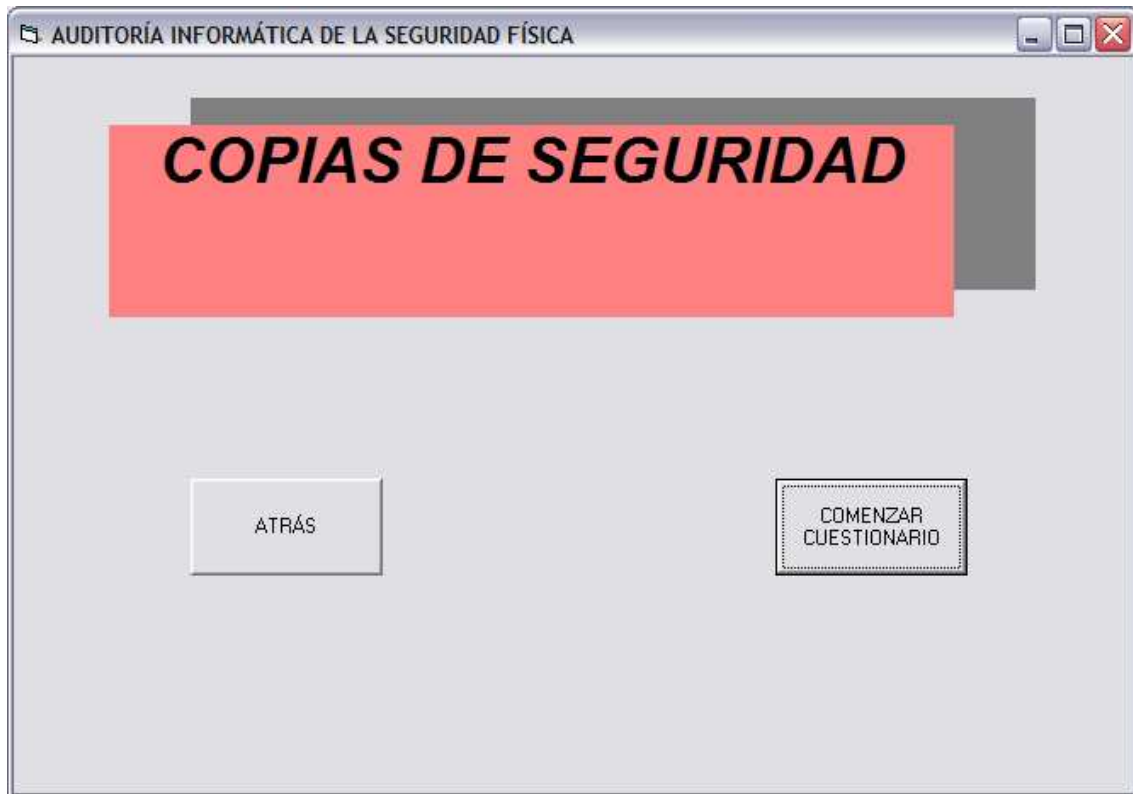 AUDITORÍA INFORMÁTICA DE LA SEGURIDAD FÍSICA
COPIAS DE SEGURIDAD
ATRÁS
COMENZAR
CUESTIONARIO